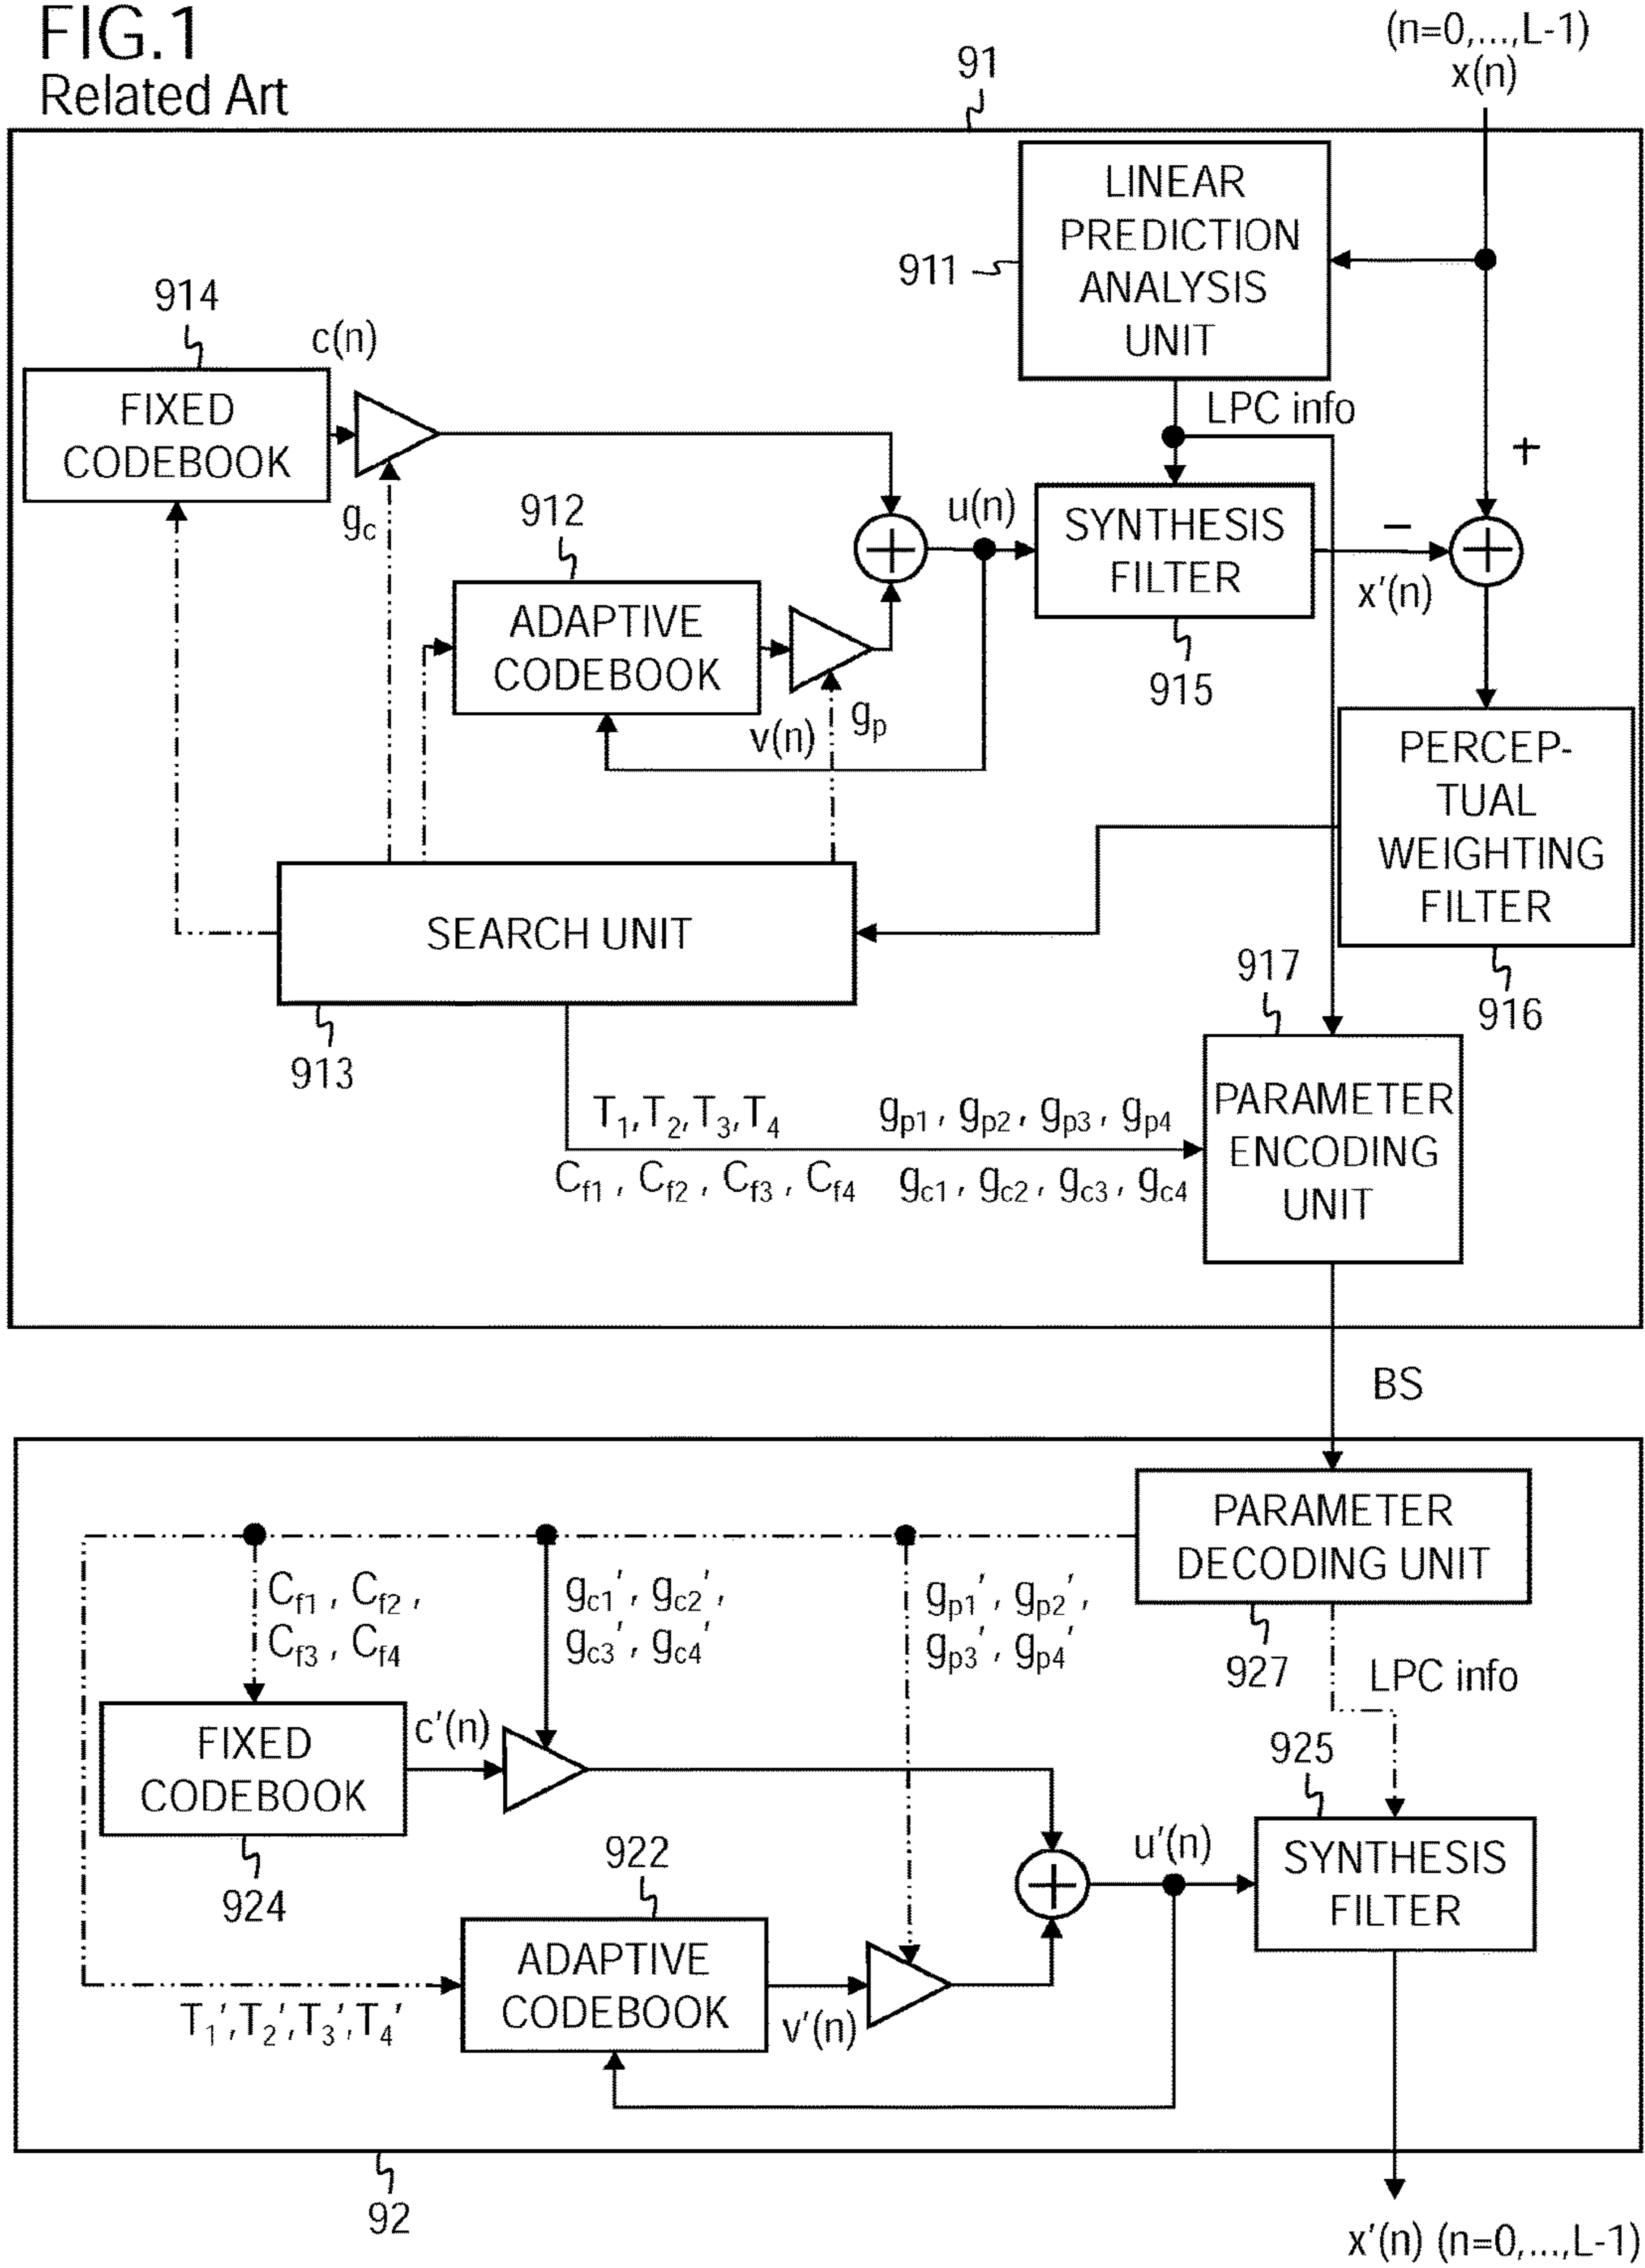 FIG.1
Related Art
(n=0,...,L-1)
x(n)
91
LINEAR
PREDICTION
ANALYSIS
UNIT
911
914
c(n)
FIXED
CODEBOOK
LPC info
+
gc
912
u(n)
SYNTHESIS
FILTER
−
x'(n)
ADAPTIVE
CODEBOOK
915
v(n)
gp
PERCEP-
TUAL
WEIGHTING
FILTER
SEARCH UNIT
917
916
913
T1,T2,T3,T4
gp1, gp2, gp3, gp4
Cf1, Cf2, Cf3, Cf4
gc1, gc2, gc3, gc4
PARAMETER
ENCODING
UNIT
BS
PARAMETER
DECODING UNIT
Cf1, Cf2,
Cf3, Cf4
gc1', gc2',
gc3', gc4'
gp1', gp2',
gp3', gp4'
927
LPC info
FIXED
CODEBOOK
c'(n)
925
924
922
u'(n)
SYNTHESIS
FILTER
ADAPTIVE
CODEBOOK
T1',T2',T3',T4'
v'(n)
92
x'(n) (n=0,...,L-1)